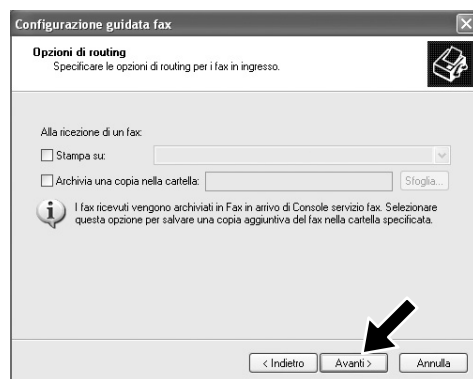 Configurazione guidata fax
Opzioni di routing
Specificare le opzioni di routing per i fax in ingresso.
Alla ricezione di un fax:
Stampa su:
Archivia una copia nella cartella:
Sfoglia...
I fax ricevuti vengono archiviati in Fax in arrivo di Console servizio fax. Selezionare
questa opzione per salvare una copia aggiuntiva del fax nella cartella specificata.
< Indietro
Avanti >
Annulla